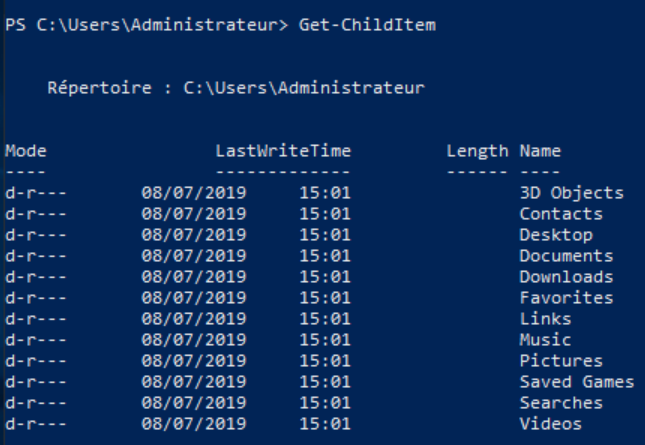 PS C:\Users\Administrateur> Get-ChildItem
Répertoire : C:\Users\Administrateur
Mode LastWriteTime Length Name
---- ------------- ------ ----
d-r--- 08/07/2019 15:01 3D Objects
d-r--- 08/07/2019 15:01 Contacts
d-r--- 08/07/2019 15:01 Desktop
d-r--- 08/07/2019 15:01 Documents
d-r--- 08/07/2019 15:01 Downloads
d-r--- 08/07/2019 15:01 Favorites
d-r--- 08/07/2019 15:01 Links
d-r--- 08/07/2019 15:01 Music
d-r--- 08/07/2019 15:01 Pictures
d-r--- 08/07/2019 15:01 Saved Games
d-r--- 08/07/2019 15:01 Searches
d-r--- 08/07/2019 15:01 Videos